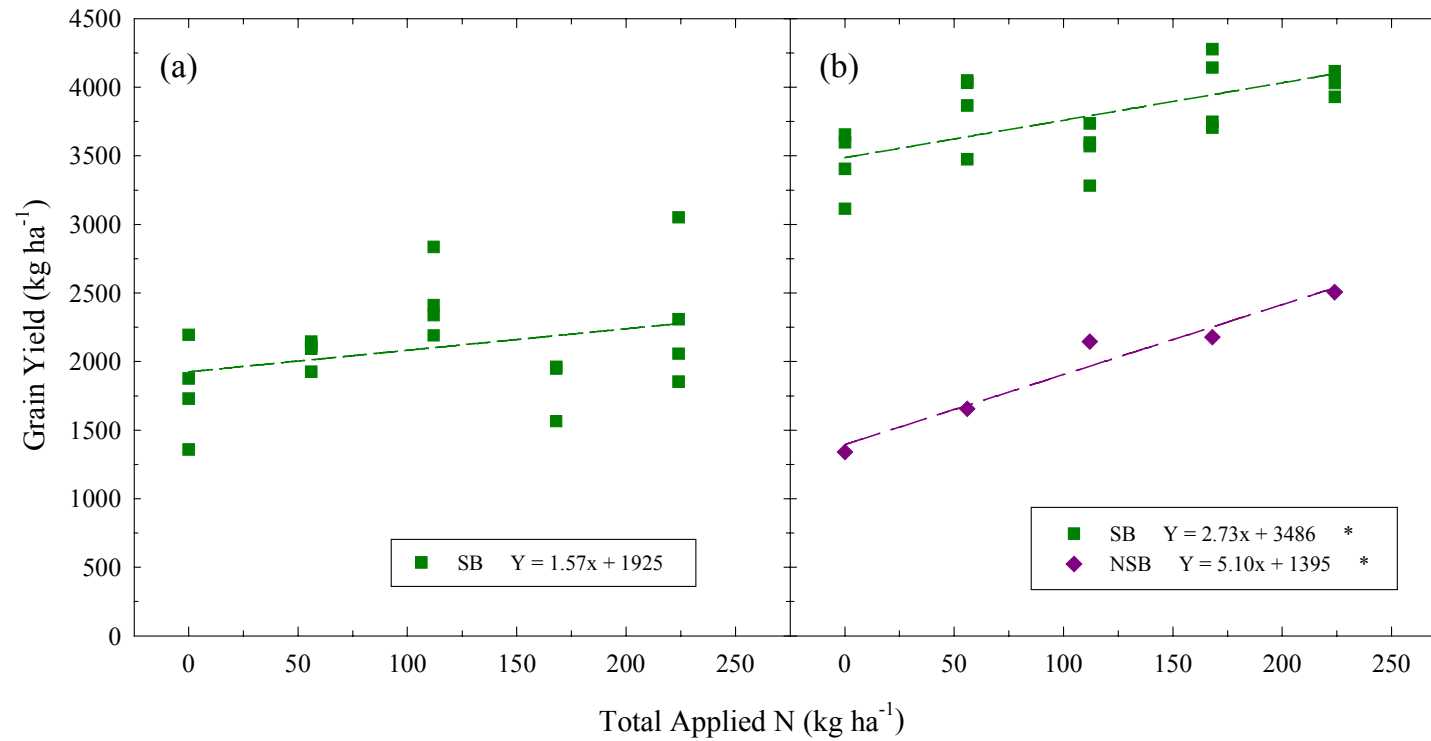 (a)
(b)
Grain Yield (kg ha⁻¹)
4500
4000
3500
3000
2500
2000
1500
1000
500
0
SB Y = 1.57x + 1925
SB Y = 2.73x + 3486 *
NSB Y = 5.10x + 1395 *
0 50 100 150 200 250
0 50 100 150 200 250
Total Applied N (kg ha⁻¹)